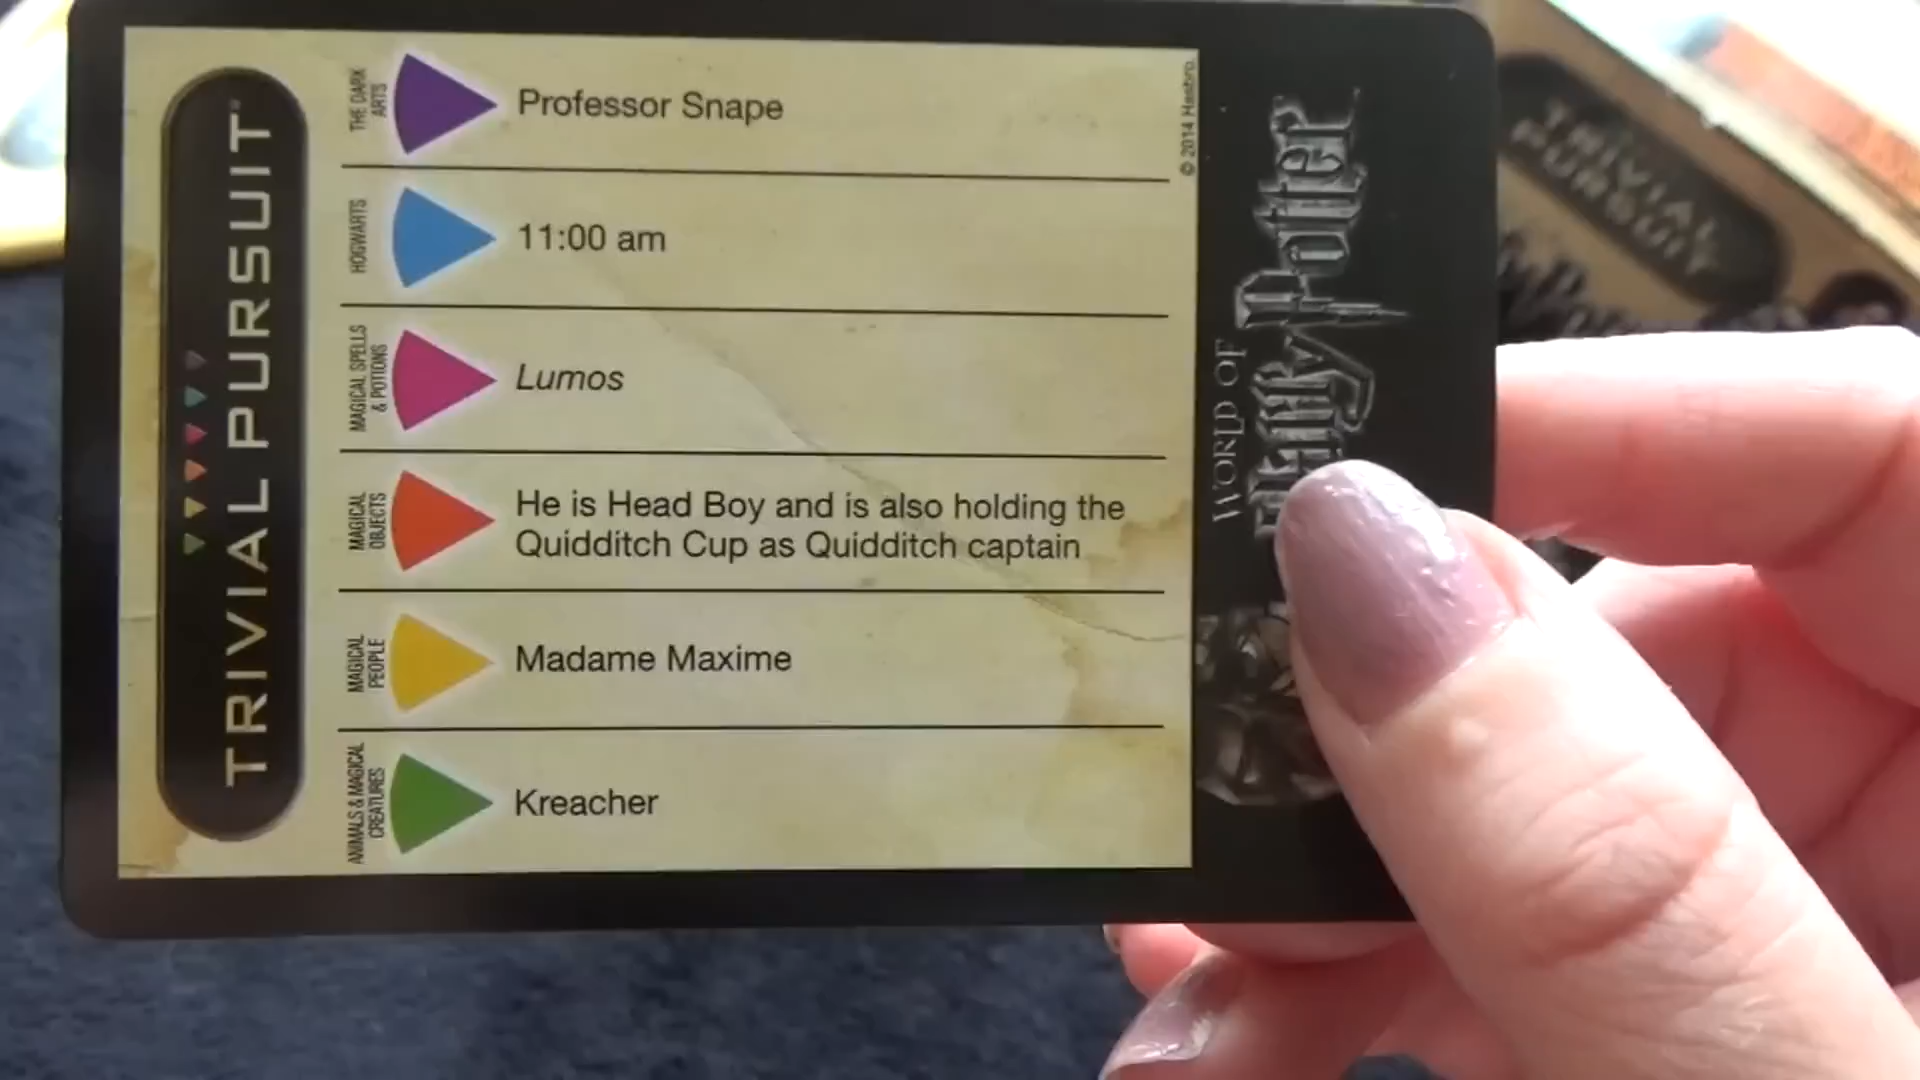 TRIVIAL PURSUIT
THE DARK
ARTS
Professor Snape
HOGWARTS
11:00 am
MAGICAL SPELLS
& POTIONS
Lumos
MAGICAL
OBJECTS
He is Head Boy and is also holding the
Quidditch Cup as Quidditch captain
MAGICAL
PEOPLE
Madame Maxime
ANIMALS & MAGICAL
CREATURES
Kreacher
© 2014 Hasbro.
WORLD OF
Harry Potter
TRIVIAL
PURSUIT